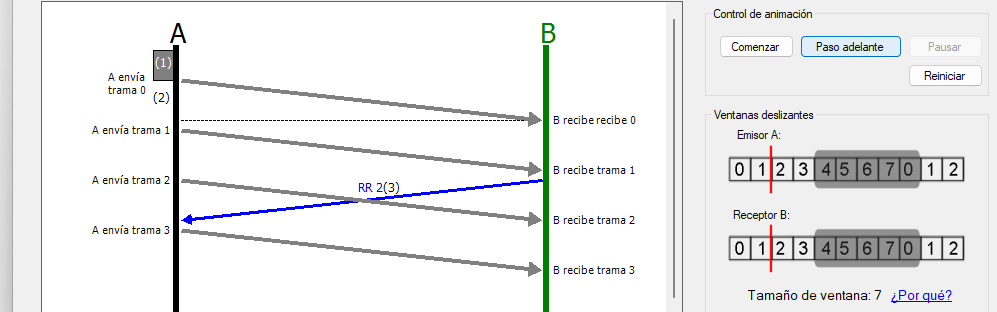 A
B
(1)
A envía
trama 0
(2)
B recibe recibe 0
A envía trama 1
B recibe trama 1
A envía trama 2
RR 2(3)
B recibe trama 2
A envía trama 3
B recibe trama 3
Control de animación
Comenzar
Paso adelante
Pausar
Reiniciar
Ventanas deslizantes
Emisor A:
0 1 2 3 4 5 6 7 0 1 2
Receptor B:
0 1 2 3 4 5 6 7 0 1 2
Tamaño de ventana: 7 ¿Por qué?